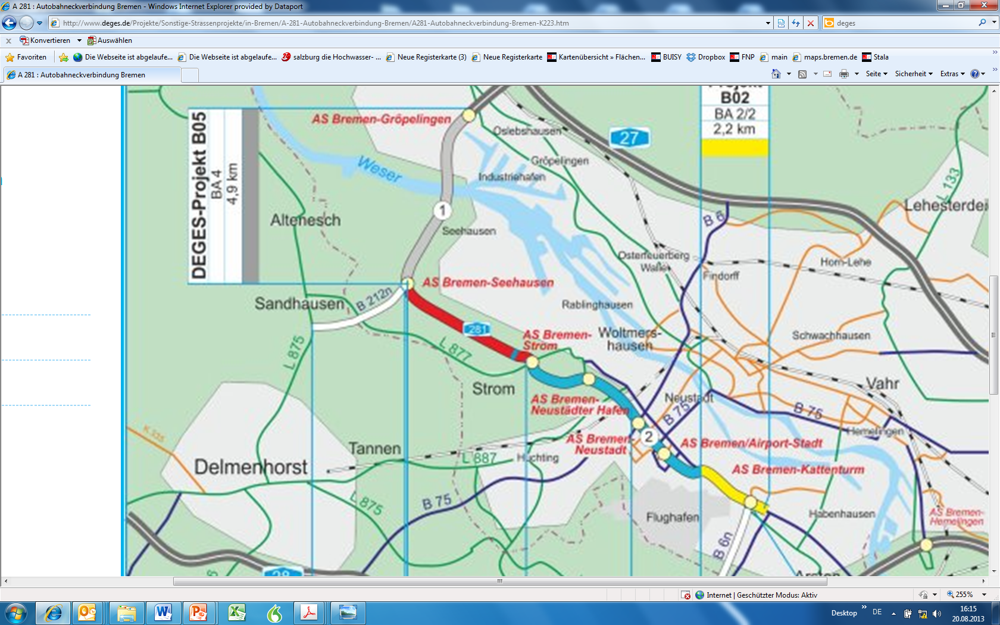 A 281 : Autobahneckverbindung Bremen - Windows Internet Explorer provided by Dataport
http://www.deges.de/Projekte/Sonstige-Strassenprojekte/in-Bremen/A-281-Autobahneckverbindung-Bremen/A281-Autobahneckverbindung-Bremen-K223.htm
deges
x Konvertieren Auswählen
Favoriten Die Webseite ist abgelaufe... Die Webseite ist abgelaufe... salzburg die Hochwasser- ... Neue Registerkarte (3) Neue Registerkarte Kartenübersicht » Flächen... BUISY Dropbox FNP main maps.bremen.de Stala
A 281 : Autobahneckverbindung Bremen
Seite Sicherheit Extras
DEGES-Projekt B05
BA 4
4,9 km
B02
BA 2/2
2,2 km
AS Bremen-Gröpelingen
Oslebshausen
27
Gröpelingen
Weser
Industriehafen
L 133
1
Altenesch
Seehausen
B 6
Osterfeuerberg
Walle
Findorff
Horn-Lehe
AS Bremen-Seehausen
Sandhausen
B 212n
Rablinghausen
281
AS Bremen-
Strom
Woltmers-
hausen
Schwachhausen
L 875
L 877
Strom
Vahr
AS Bremen-
Neustädter Hafen
Neustadt
B 75
B 75
Hemelingen
K 335
AS Bremen-
Neustadt
2
AS Bremen/Airport-Stadt
Tannen
L 887
Huchting
Delmenhorst
AS Bremen-Kattenturm
L 875
B 75
Flughafen
Habenhausen
AS Bremen-
Hemelingen
B 6n
28
Arsten
Internet | Geschützter Modus: Aktiv
255%
Desktop
DE
16:15
20.08.2013